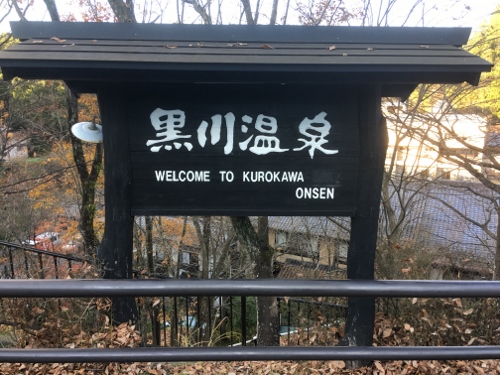 黒川温泉
WELCOME TO KUROKAWA
ONSEN